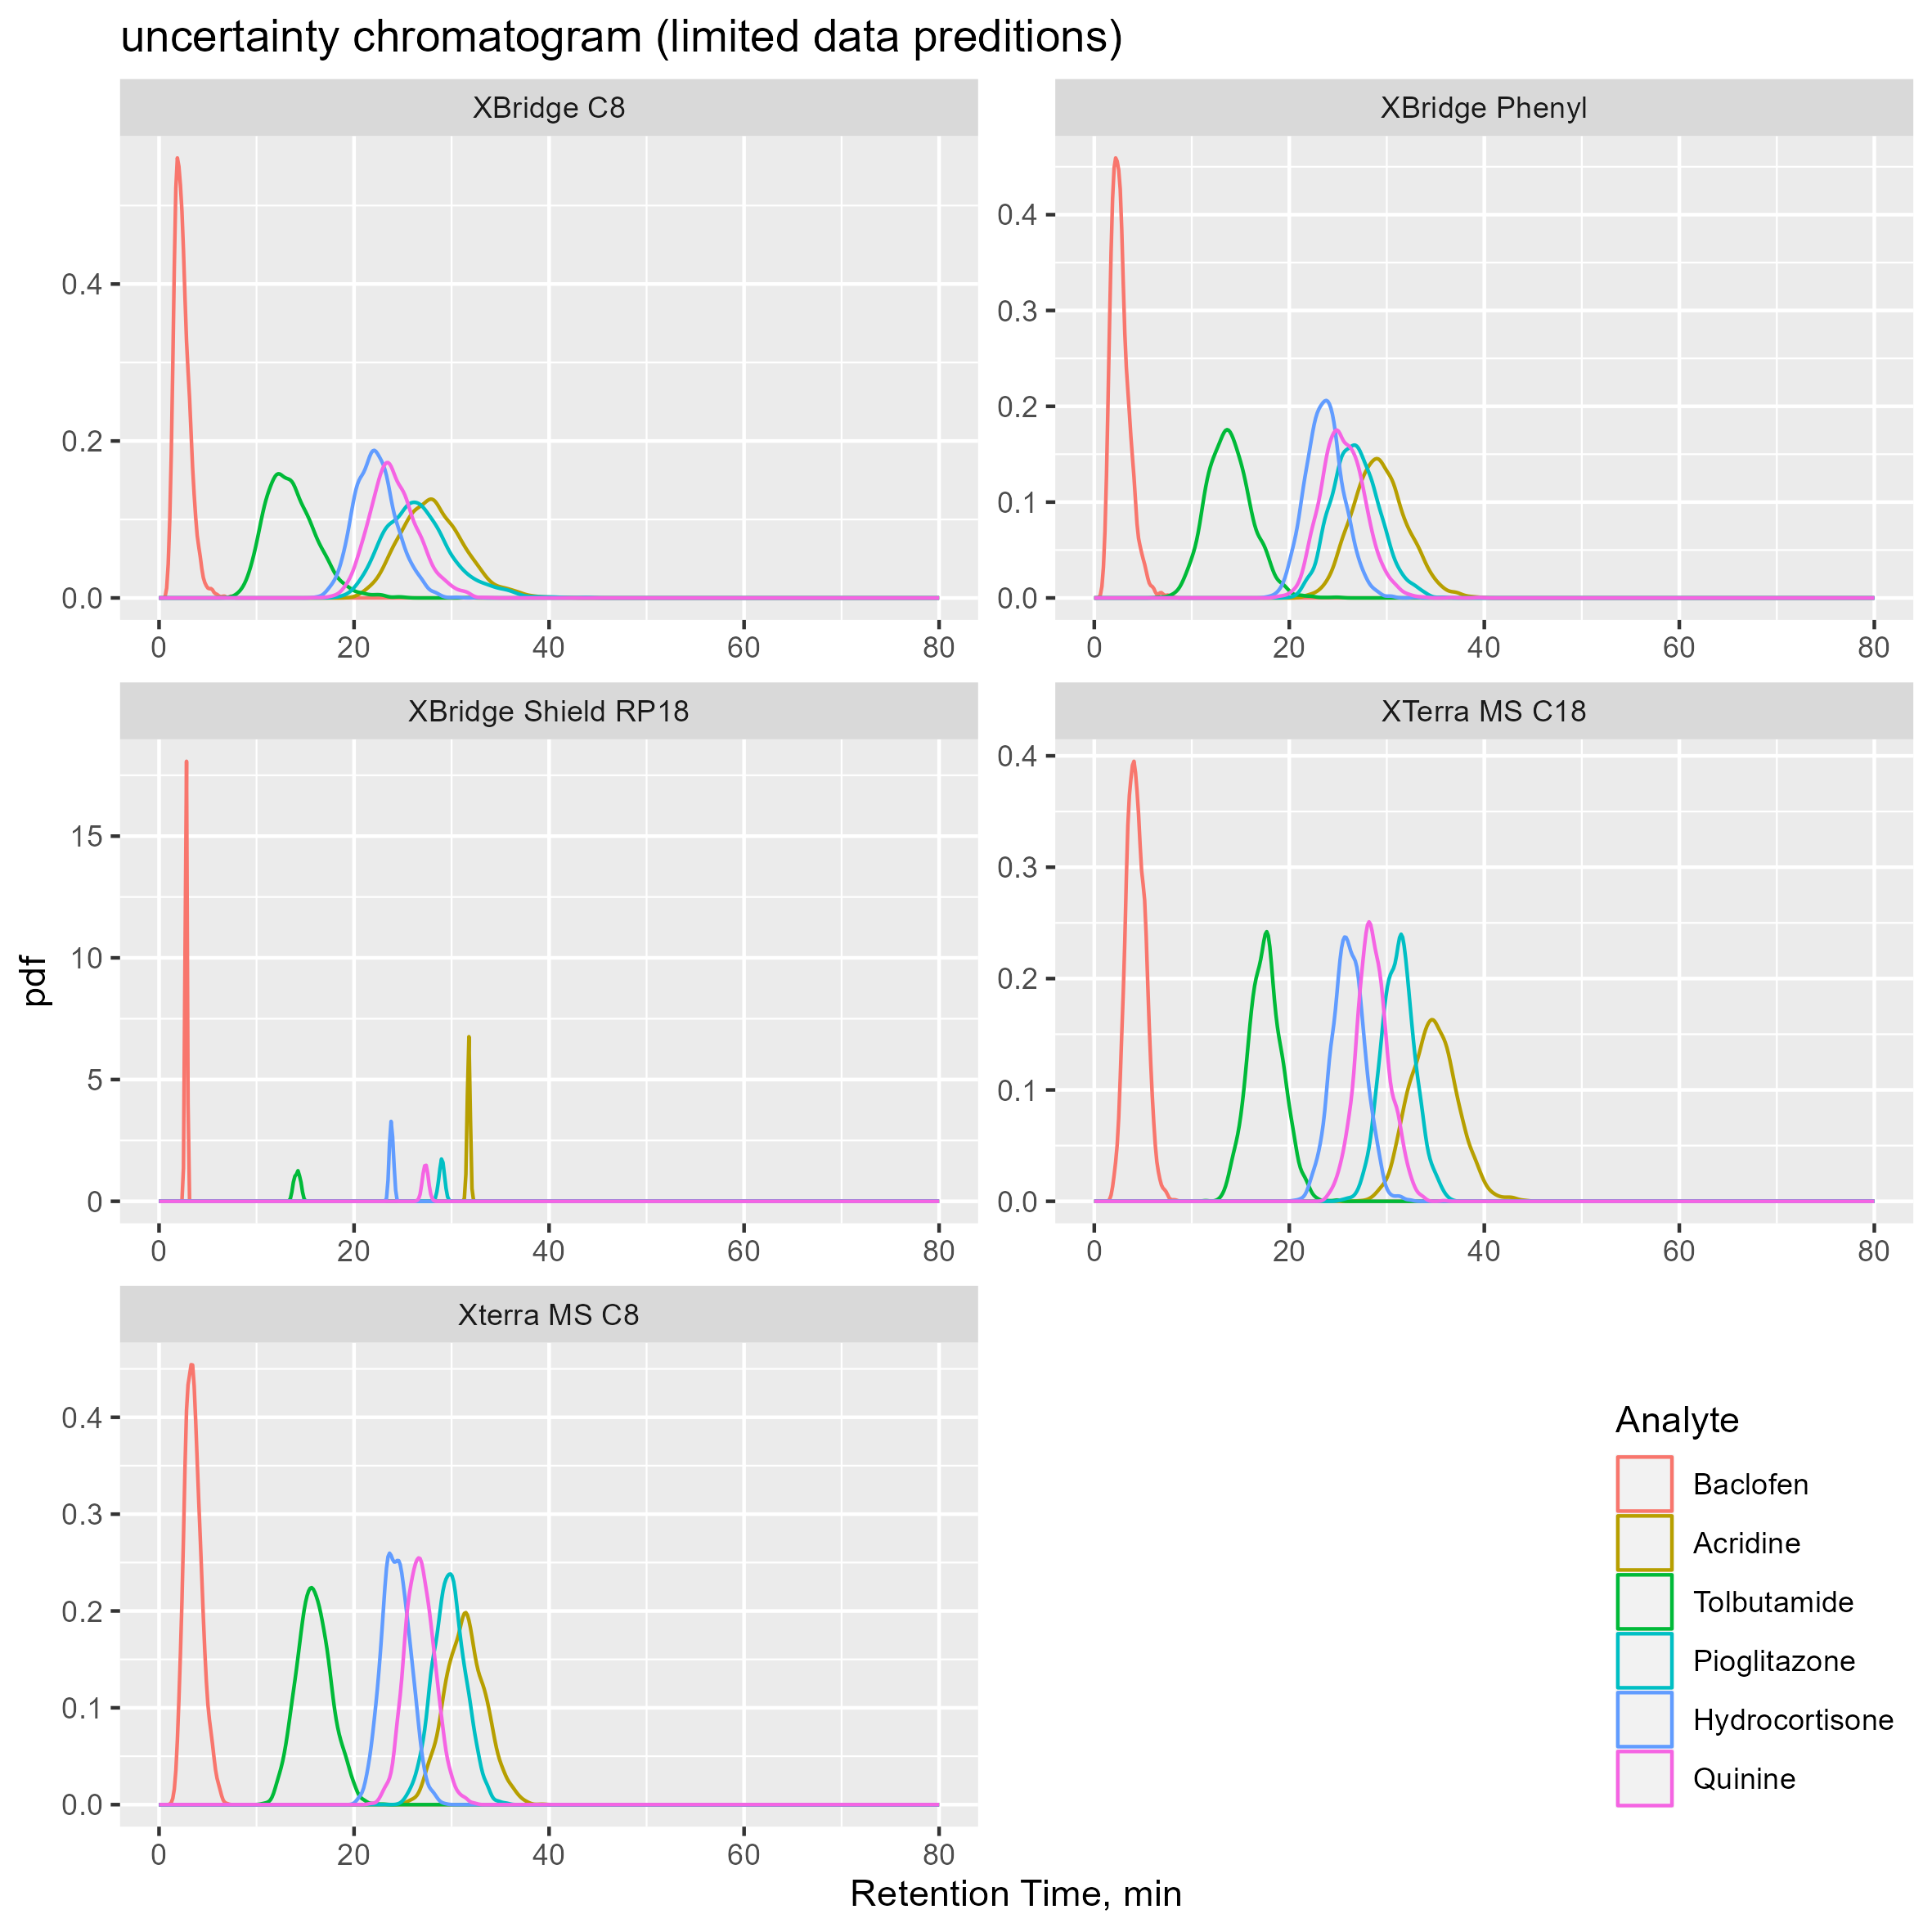 uncertainty chromatogram (limited data preditions)
XBridge C8
0.4
0.2
0.0
0 20 40 60 80
XBridge Phenyl
0.4
0.3
0.2
0.1
0.0
0 20 40 60 80
XBridge Shield RP18
15
10
5
0
0 20 40 60 80
XTerra MS C18
0.4
0.3
0.2
0.1
0.0
0 20 40 60 80
pdf
Xterra MS C8
0.4
0.3
0.2
0.1
0.0
0 20 40 60 80
Retention Time, min
Analyte
Baclofen
Acridine
Tolbutamide
Pioglitazone
Hydrocortisone
Quinine